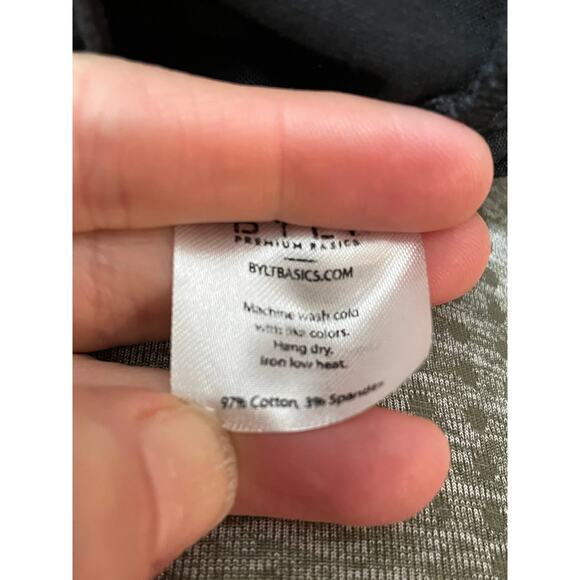 BYLT
PREMIUM BASICS
BYLTBASICS.COM
Machine wash cold
with like colors.
Hang dry,
iron low heat.
97% Cotton, 3% Spandex